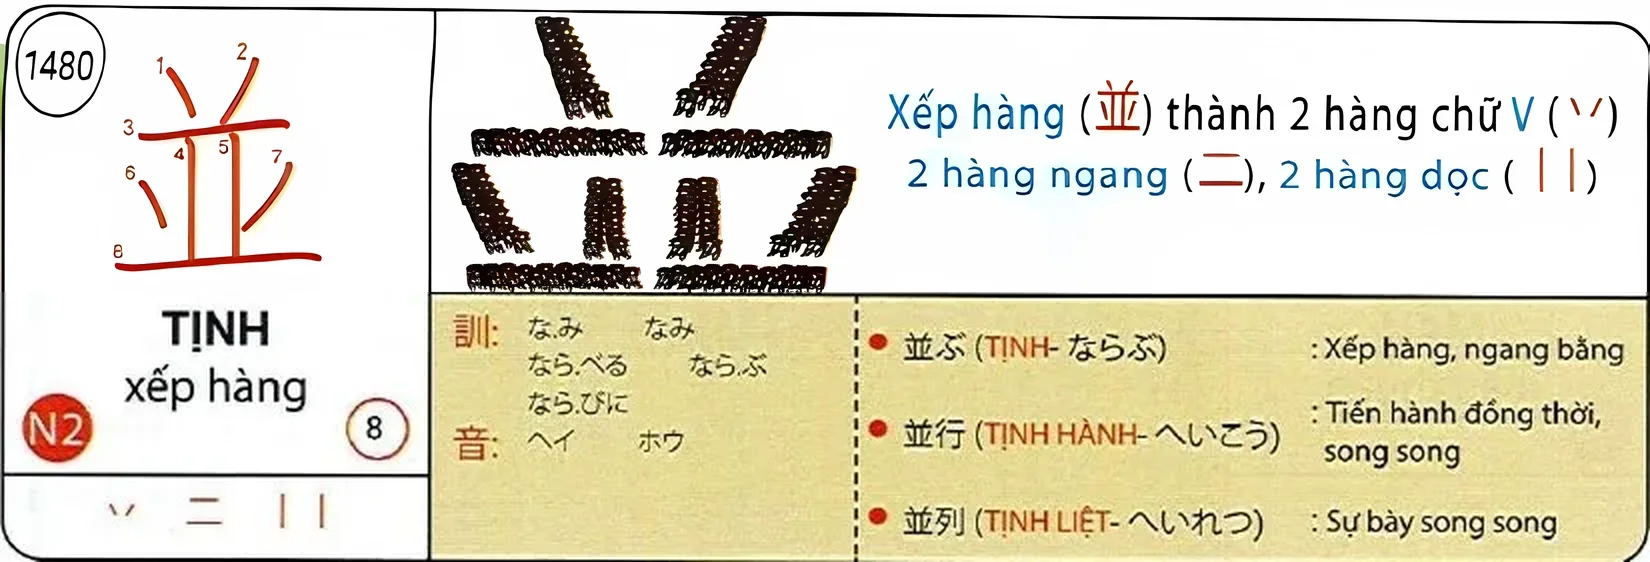 1480
1
2
3
4
5
6
7
8
TỊNH
xếp hàng
N2
8
丷 二 丨丨
Xếp hàng (並) thành 2 hàng chữ V (丷)
2 hàng ngang (二), 2 hàng dọc (丨丨)
訓: な.み なみ
なら.べる なら.ぶ
なら.びに
音: ヘイ ホウ
• 並ぶ (TỊNH- ならぶ) : Xếp hàng, ngang bằng
• 並行 (TỊNH HÀNH- へいこう) : Tiến hành đồng thời,
song song
• 並列 (TỊNH LIỆT- へいれつ) : Sự bày song song